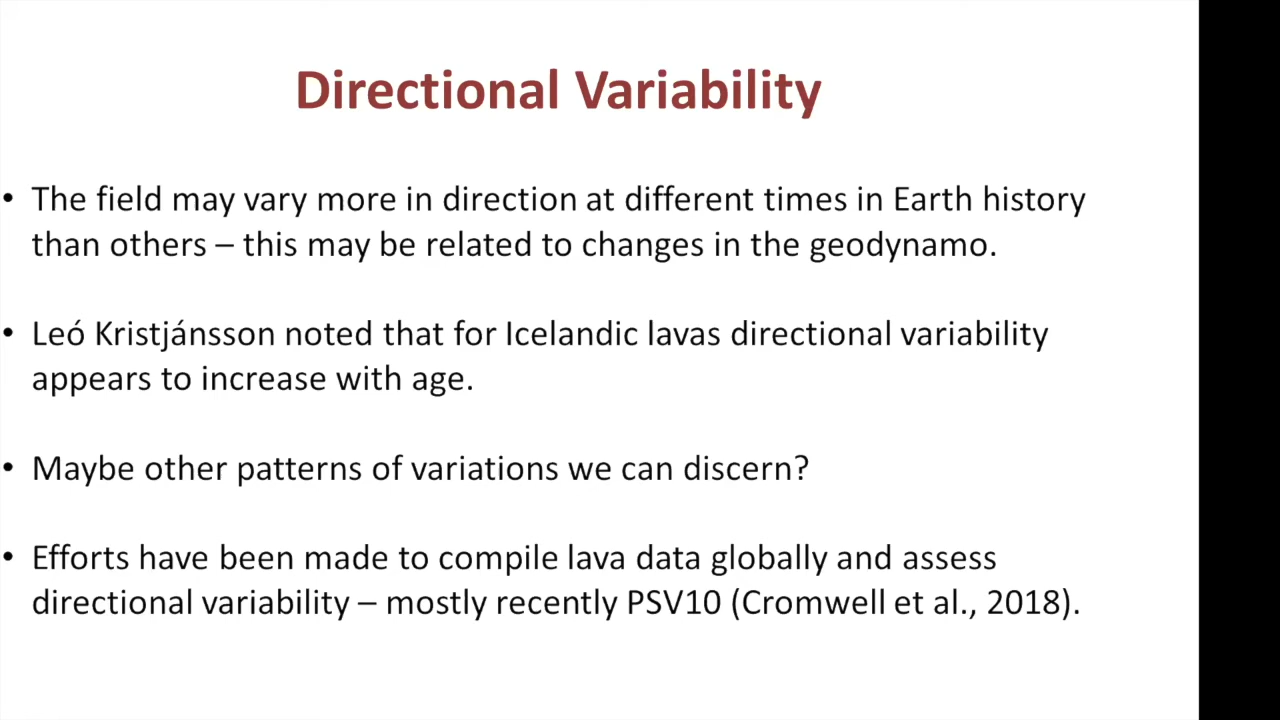 Directional Variability
• The field may vary more in direction at different times in Earth history
than others – this may be related to changes in the geodynamo.
• Leó Kristjánsson noted that for Icelandic lavas directional variability
appears to increase with age.
• Maybe other patterns of variations we can discern?
• Efforts have been made to compile lava data globally and assess
directional variability – mostly recently PSV10 (Cromwell et al., 2018).